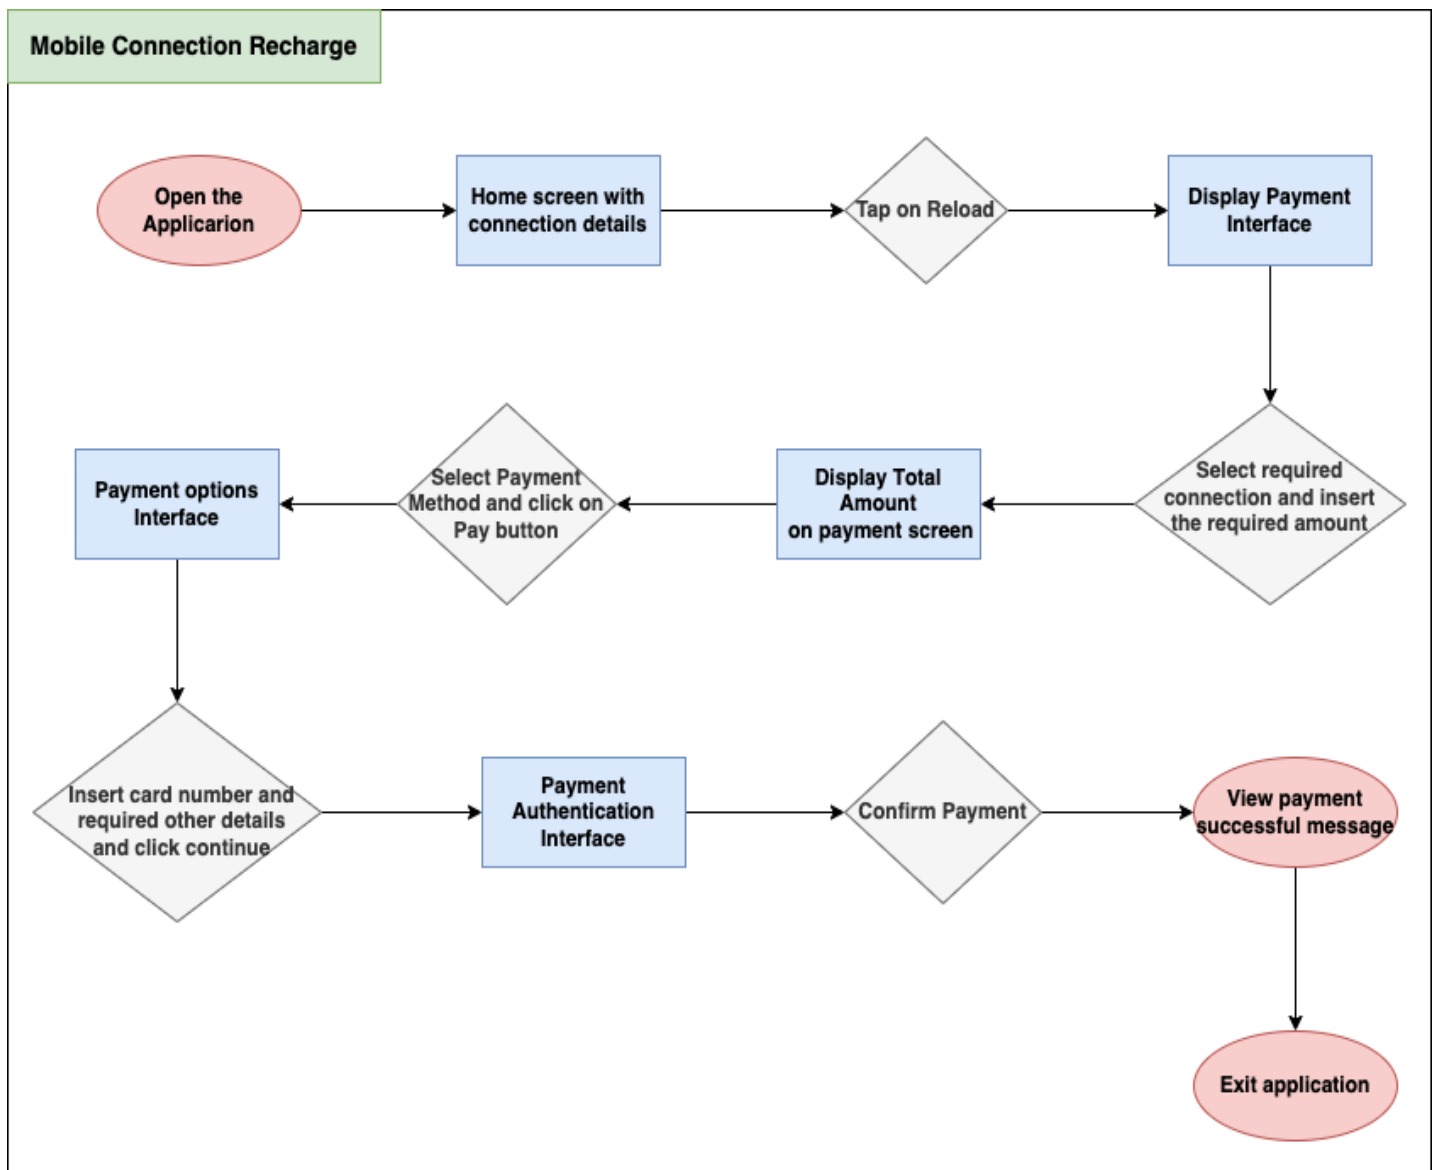 Mobile Connection Recharge
Open the
Applicarion
Home screen with
connection details
Tap on Reload
Display Payment
Interface
Select required
connection and insert
the required amount
Display Total
Amount
on payment screen
Select Payment
Method and click on
Pay button
Payment options
Interface
Insert card number and
required other details
and click continue
Payment
Authentication
Interface
Confirm Payment
View payment
successful message
Exit application